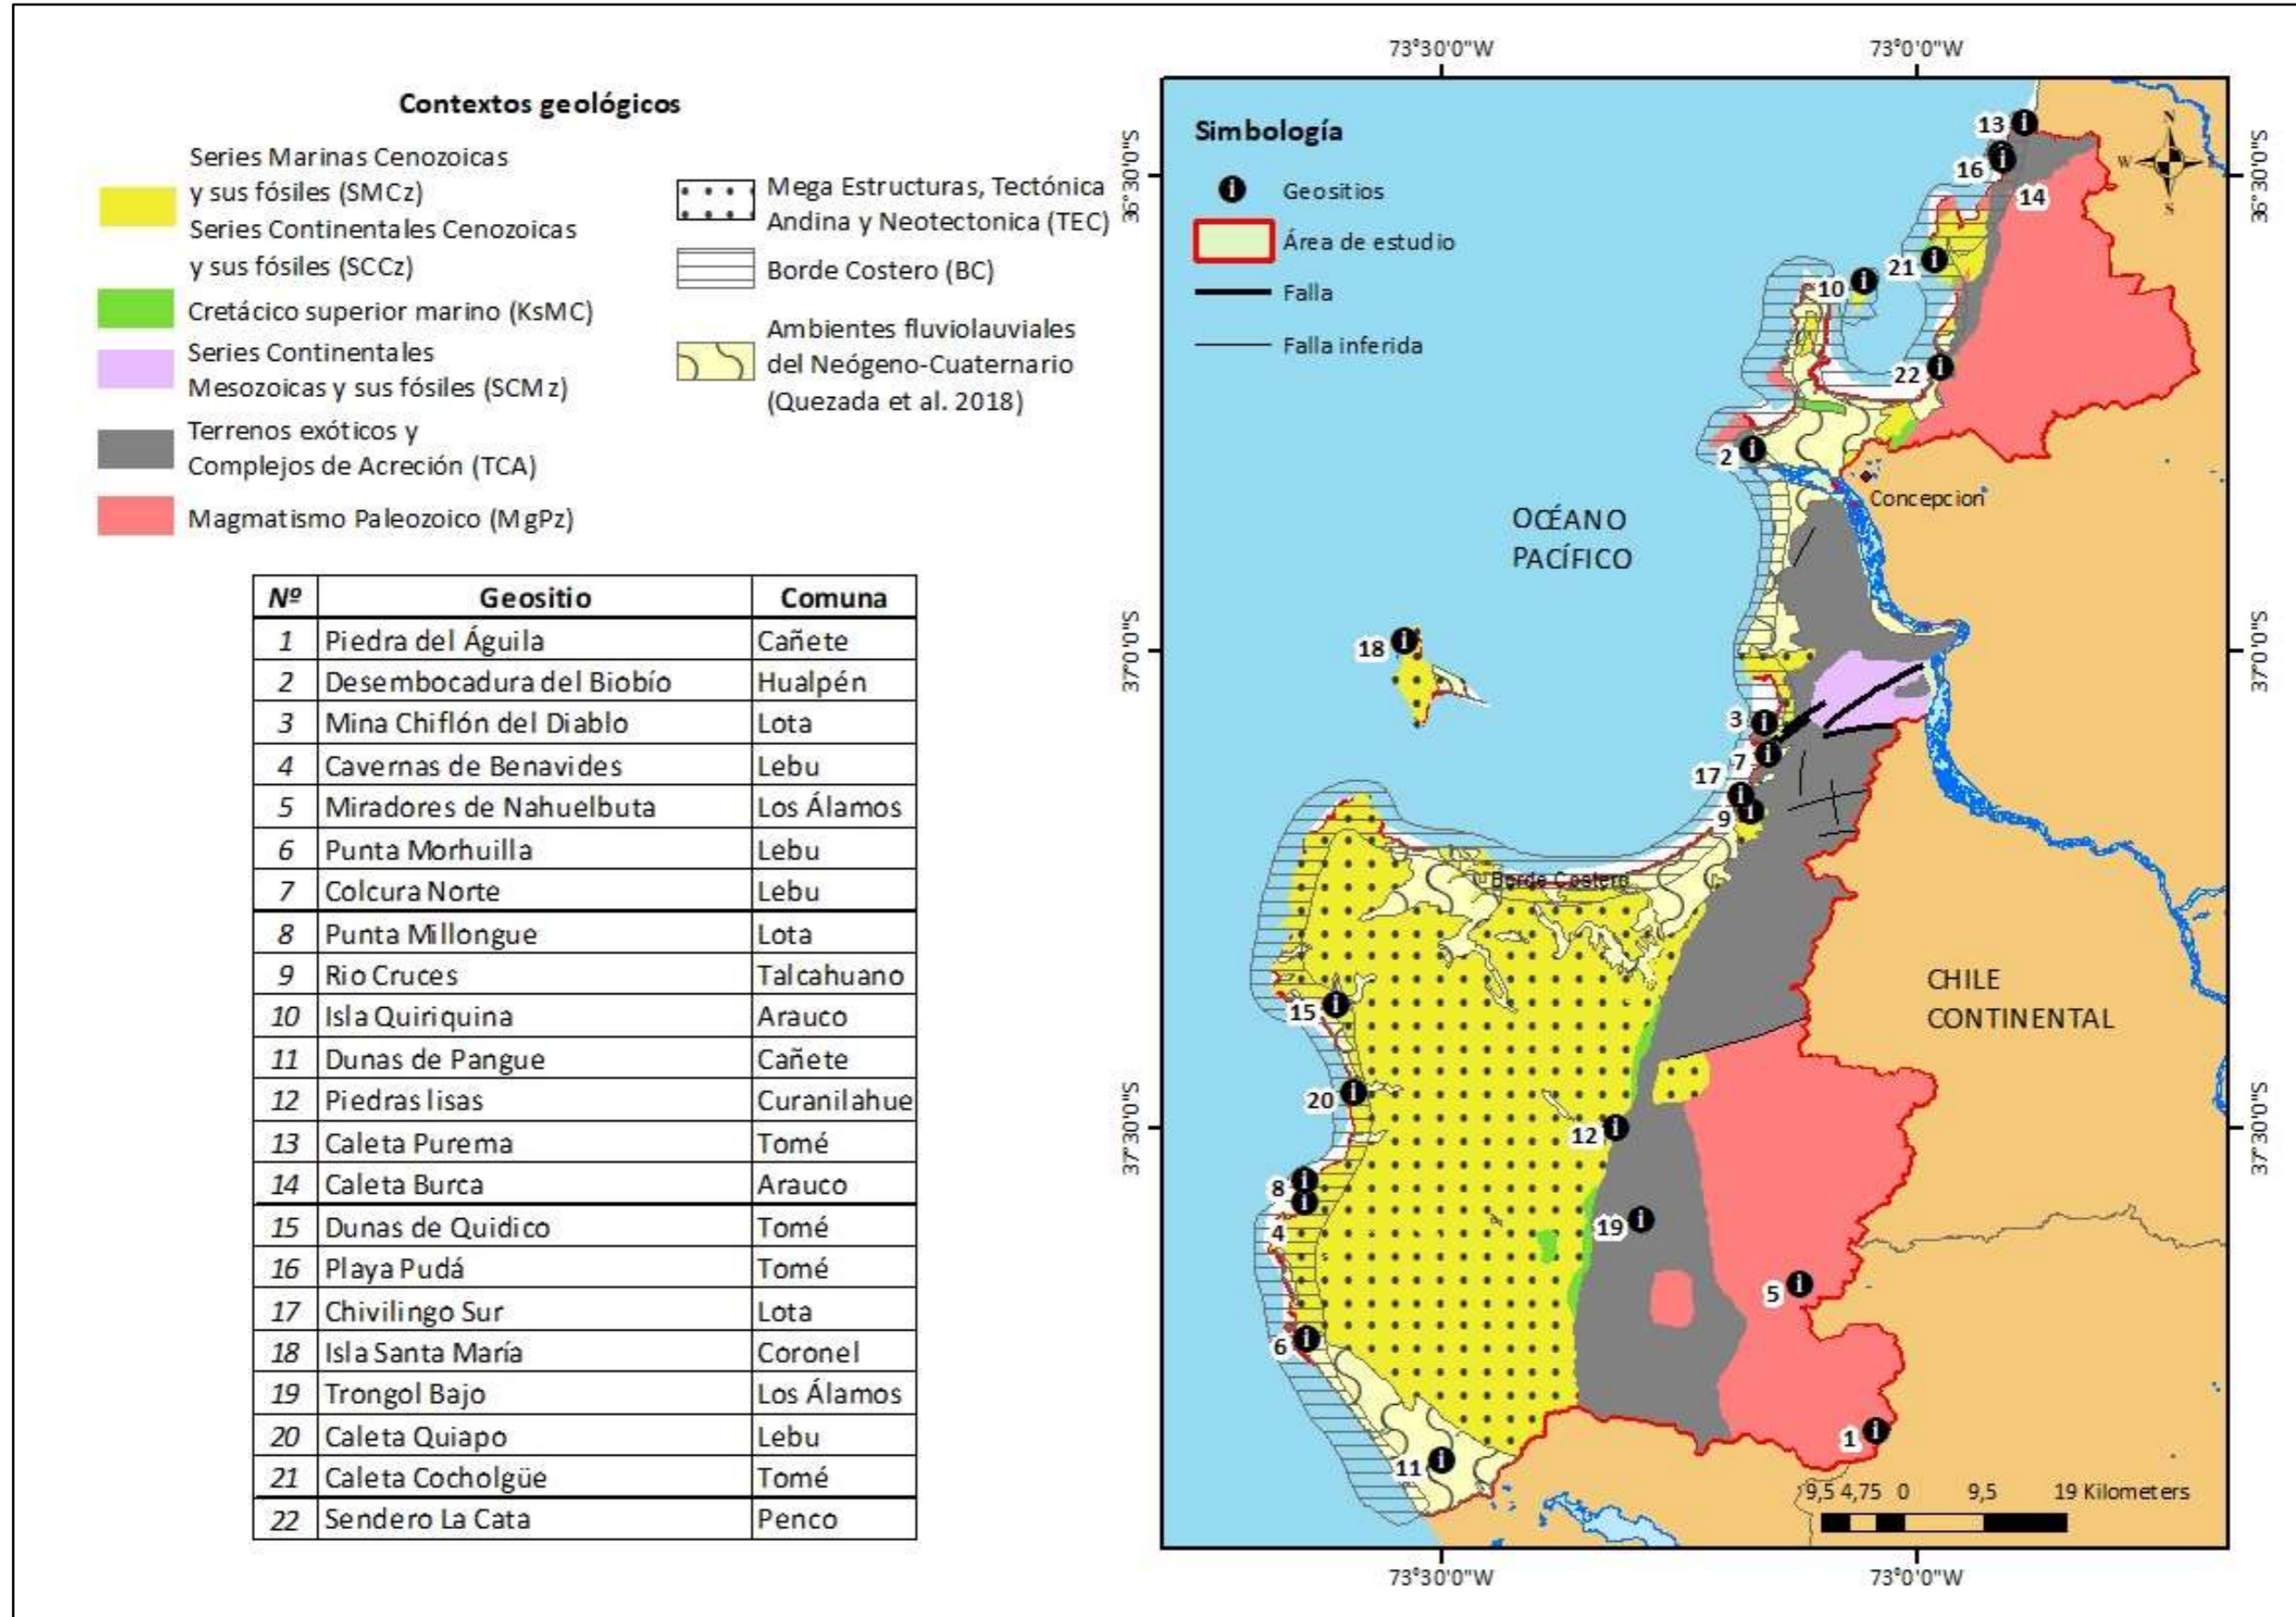 Contextos geológicos
Series Marinas Cenozoicas
y sus fósiles (SMCz)
Series Continentales Cenozoicas
y sus fósiles (SCCz)
Cretácico superior marino (KsMC)
Series Continentales
Mesozoicas y sus fósiles (SCMz)
Terrenos exóticos y
Complejos de Acreción (TCA)
Magmatismo Paleozoico (MgPz)
Mega Estructuras, Tectónica
Andina y Neotectonica (TEC)
Borde Costero (BC)
Ambientes fluviolauviales
del Neógeno-Cuaternario
(Quezada et al. 2018)
Nº Geositio Comuna
1 Piedra del Águila Cañete
2 Desembocadura del Biobío Hualpén
3 Mina Chiflón del Diablo Lota
4 Cavernas de Benavides Lebu
5 Miradores de Nahuelbuta Los Álamos
6 Punta Morhuilla Lebu
7 Colcura Norte Lebu
8 Punta Millongue Lota
9 Rio Cruces Talcahuano
10 Isla Quiriquina Arauco
11 Dunas de Pangue Cañete
12 Piedras lisas Curanilahue
13 Caleta Purema Tomé
14 Caleta Burca Arauco
15 Dunas de Quidico Tomé
16 Playa Pudá Tomé
17 Chivilingo Sur Lota
18 Isla Santa María Coronel
19 Trongol Bajo Los Álamos
20 Caleta Quiapo Lebu
21 Caleta Cocholgüe Tomé
22 Sendero La Cata Penco
73°30'0"W 73°0'0"W
36°30'0"S
37°0'0"S
37°30'0"S
36°30'0"S
37°0'0"S
37°30'0"S
Simbología
Geositios
Área de estudio
Falla
Falla inferida
N
W E
S
13
16
14
21
10
22
2
Concepcion
OCÉANO
PACÍFICO
18
3
7
17
9
Borde Costero
CHILE
CONTINENTAL
15
20
12
8
4
19
5
6
1
11
9,5 4,75 0 9,5 19 Kilometers
73°30'0"W 73°0'0"W